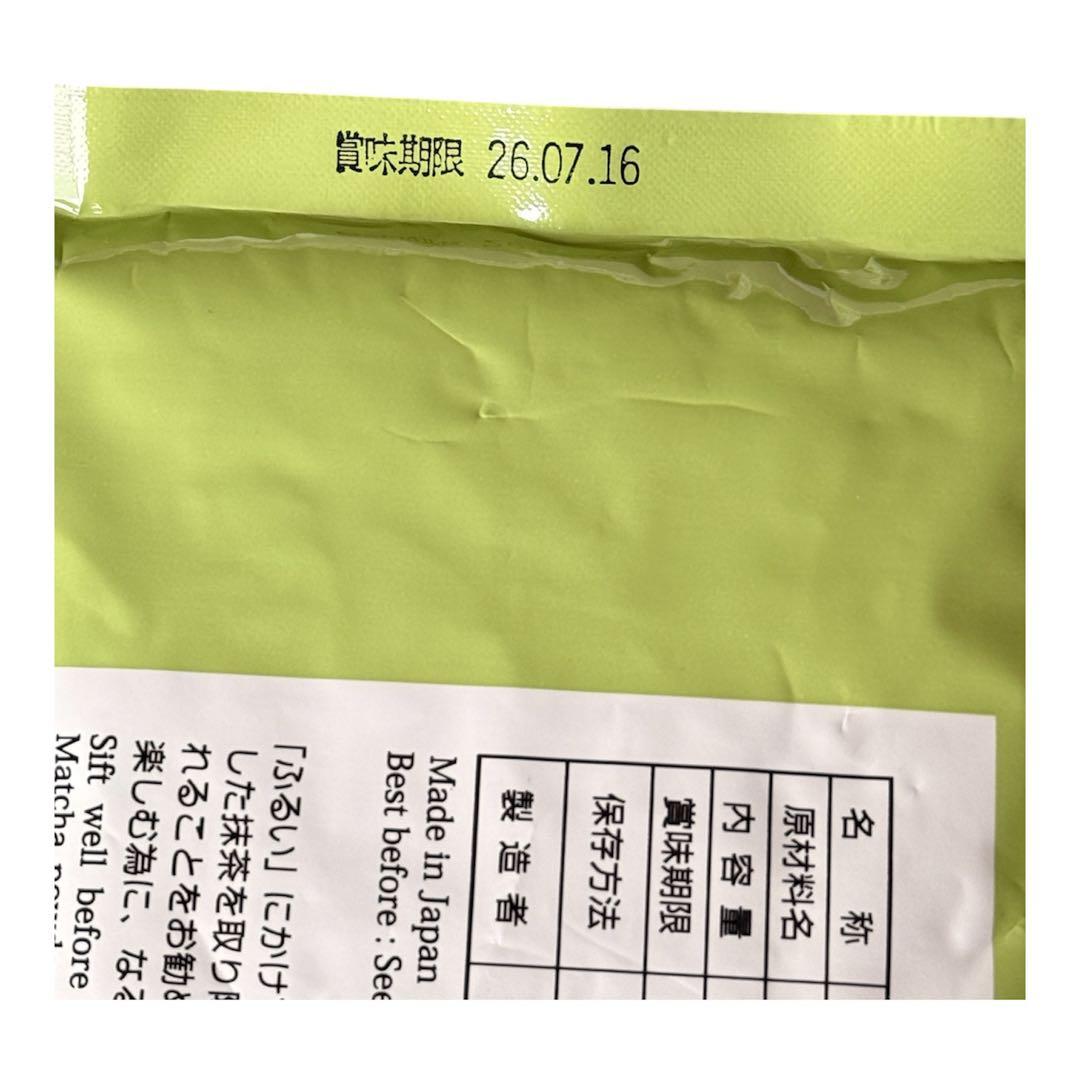 賞味期限 26.07.16
名称
原材料名
内容量
賞味期限
保存方法
製造者
Made in Japan
Best before : See
「ふるい」にかけ
した抹茶を取り
れることをお勧め
楽しむ為に、なる
Sift well before
Matcha